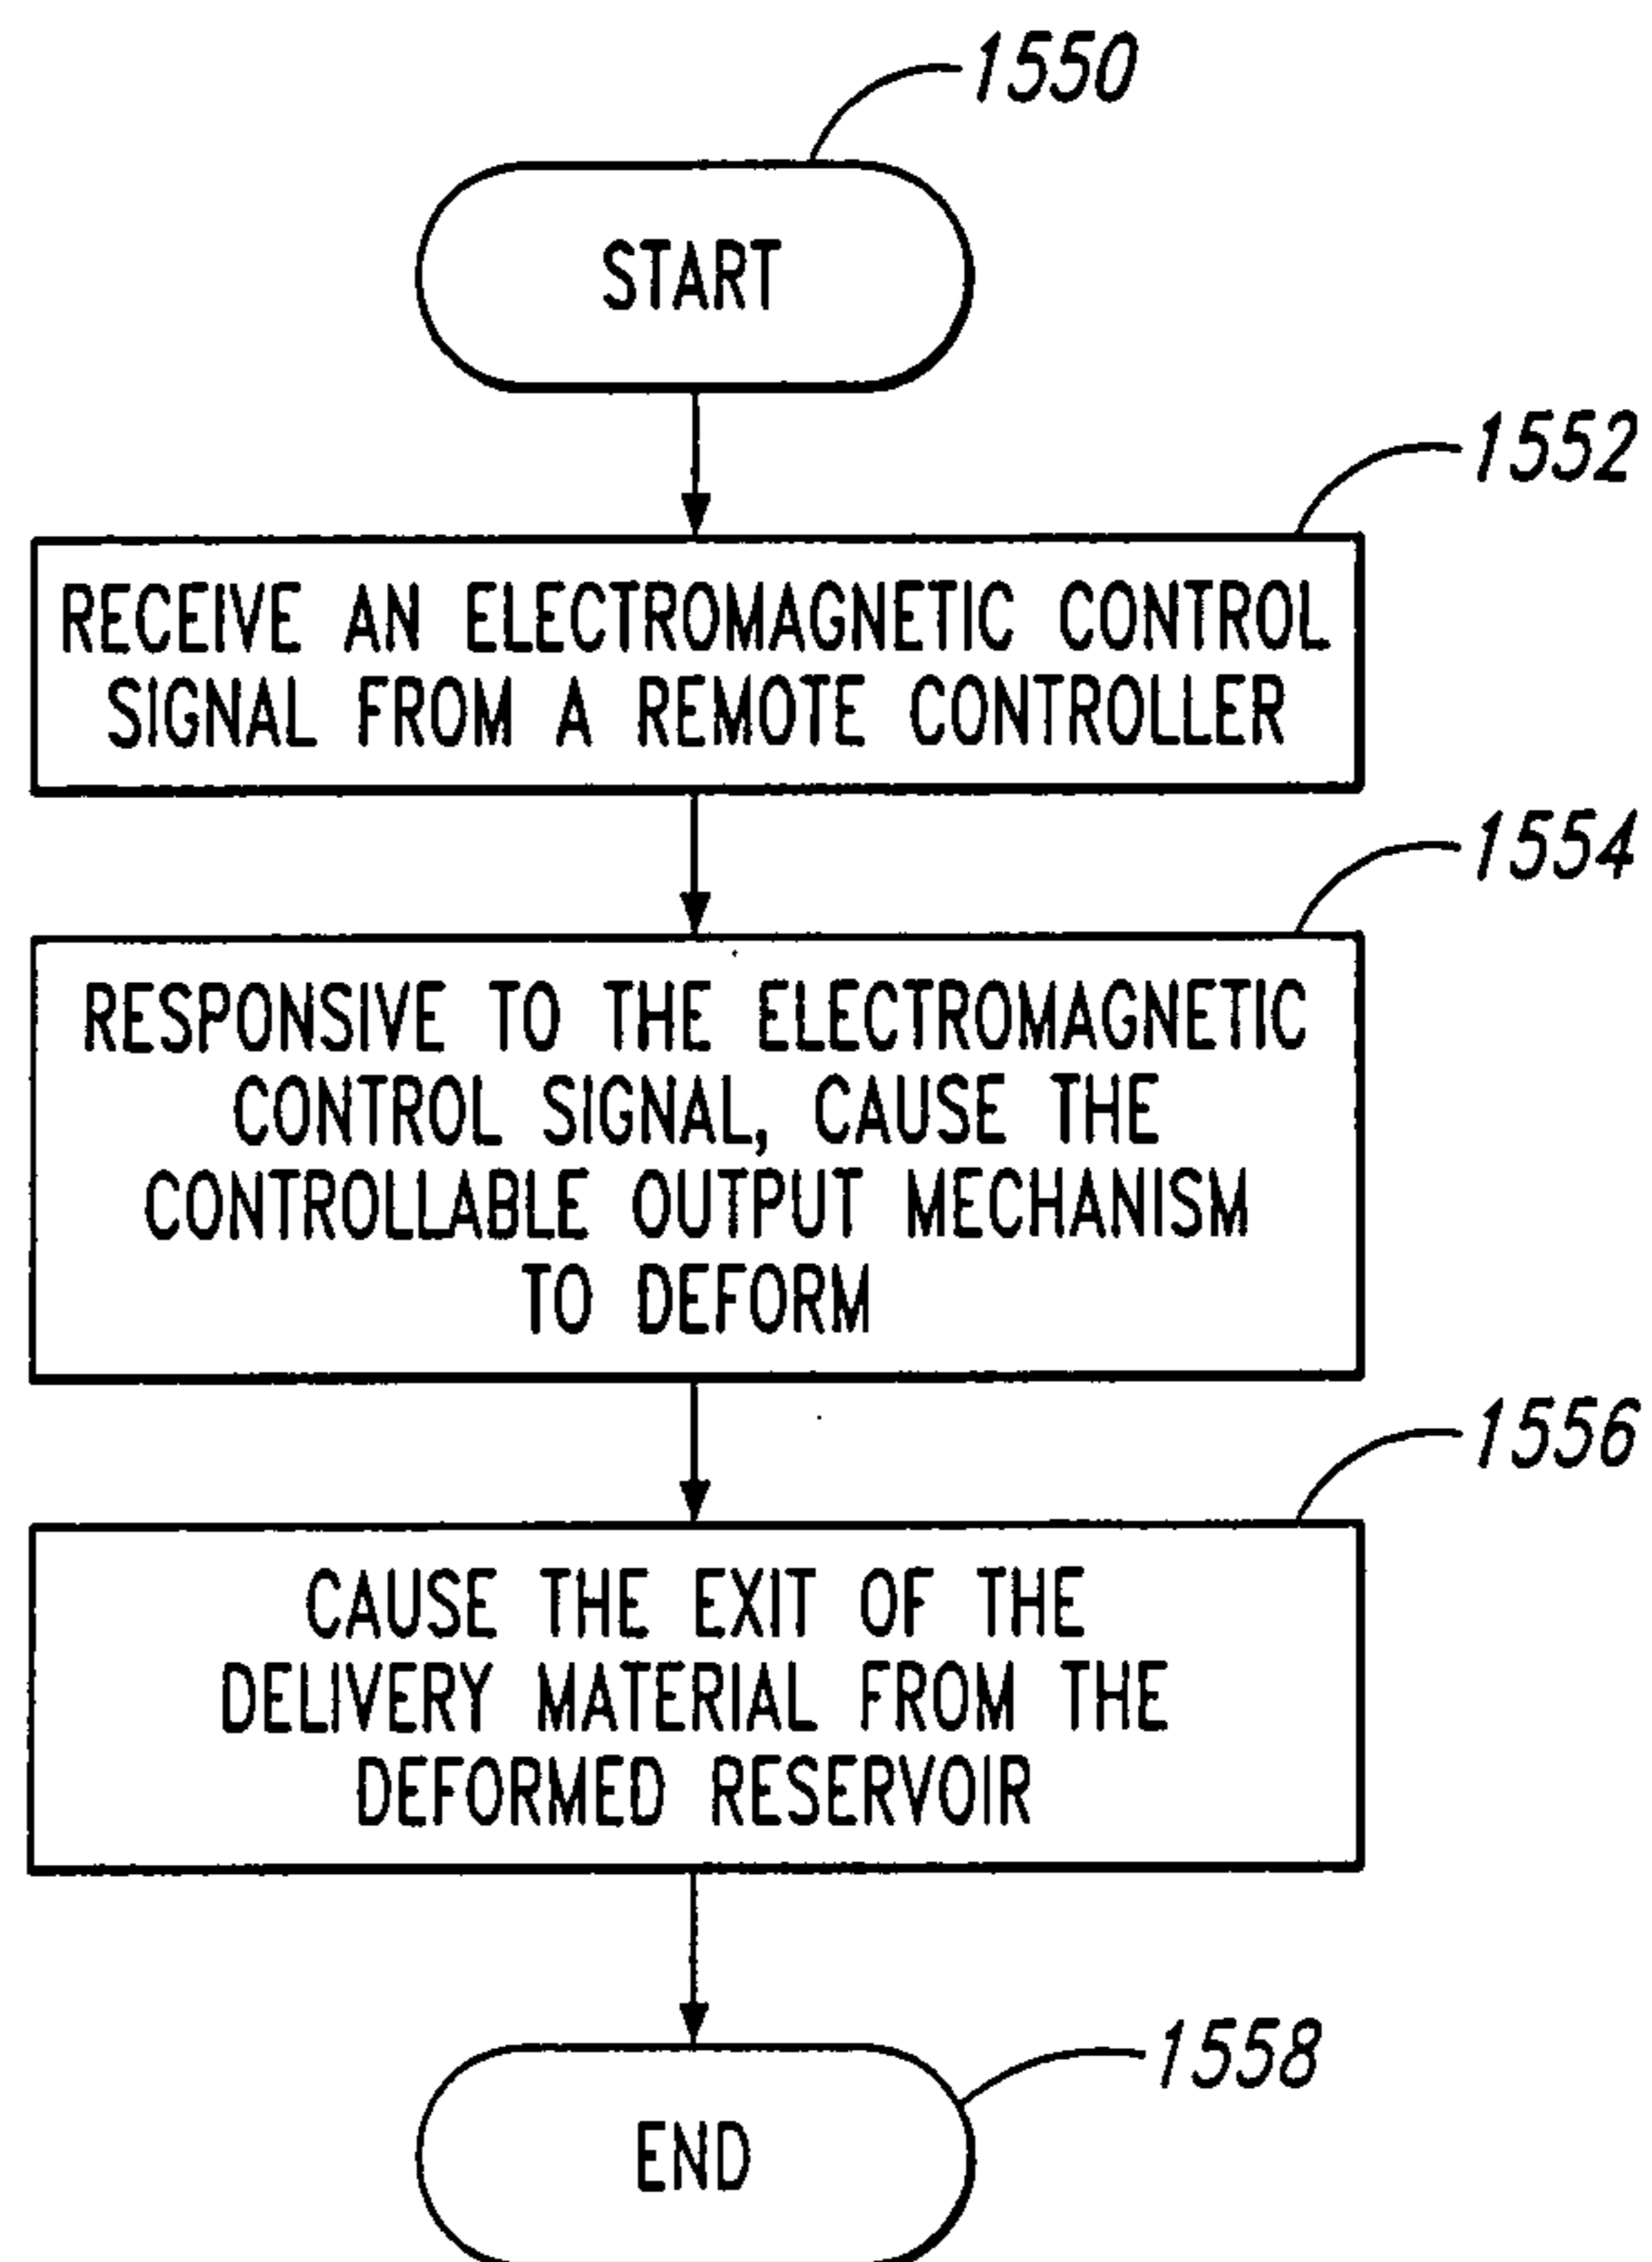 1550
START
1552
RECEIVE AN ELECTROMAGNETIC CONTROL
SIGNAL FROM A REMOTE CONTROLLER
1554
RESPONSIVE TO THE ELECTROMAGNETIC
CONTROL SIGNAL, CAUSE THE
CONTROLLABLE OUTPUT MECHANISM
TO DEFORM
1556
CAUSE THE EXIT OF THE
DELIVERY MATERIAL FROM THE
DEFORMED RESERVOIR
1558
END